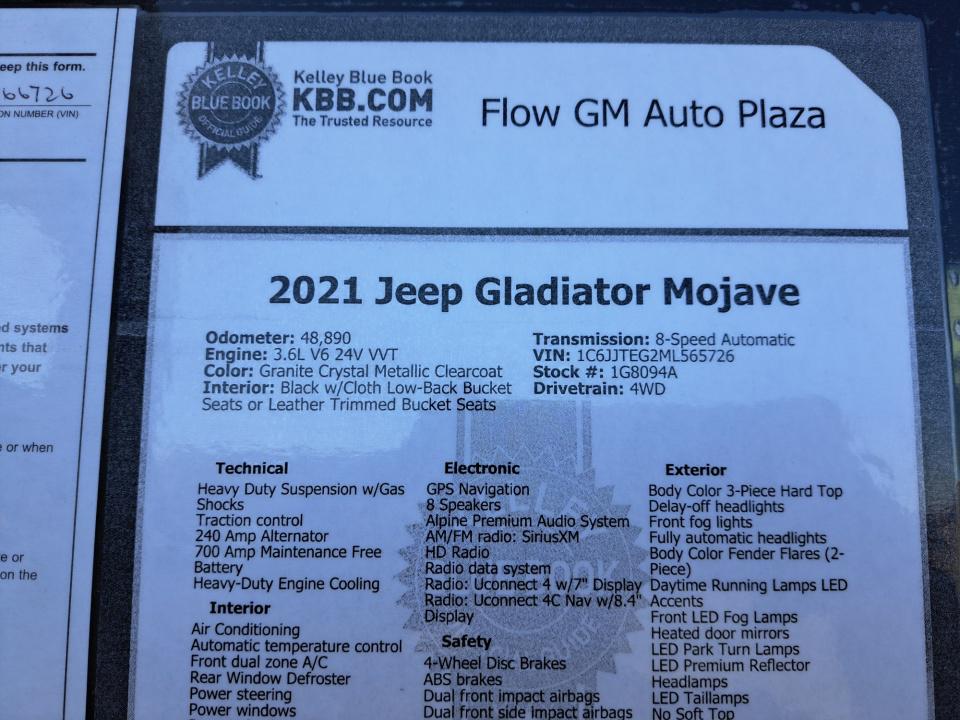 eep this form.
66726
ON NUMBER (VIN)
ed systems
nts that
er your
e or when
e or
on the
KELLEY
BLUE BOOK
OFFICIAL GUIDE
Kelley Blue Book
KBB.COM
The Trusted Resource
Flow GM Auto Plaza
2021 Jeep Gladiator Mojave
Odometer: 48,890
Engine: 3.6L V6 24V VVT
Color: Granite Crystal Metallic Clearcoat
Interior: Black w/Cloth Low-Back Bucket
Seats or Leather Trimmed Bucket Seats
Transmission: 8-Speed Automatic
VIN: 1C6JJTEG2ML565726
Stock #: 1G8094A
Drivetrain: 4WD
Technical
Heavy Duty Suspension w/Gas
Shocks
Traction control
240 Amp Alternator
700 Amp Maintenance Free
Battery
Heavy-Duty Engine Cooling
Interior
Air Conditioning
Automatic temperature control
Front dual zone A/C
Rear Window Defroster
Power steering
Power windows
Electronic
GPS Navigation
8 Speakers
Alpine Premium Audio System
AM/FM radio: SiriusXM
HD Radio
Radio data system
Radio: Uconnect 4 w/7" Display
Radio: Uconnect 4C Nav w/8.4"
Display
Safety
4-Wheel Disc Brakes
ABS brakes
Dual front impact airbags
Dual front side impact airbags
Exterior
Body Color 3-Piece Hard Top
Delay-off headlights
Front fog lights
Fully automatic headlights
Body Color Fender Flares (2-
Piece)
Daytime Running Lamps LED
Accents
Front LED Fog Lamps
Heated door mirrors
LED Park Turn Lamps
LED Premium Reflector
Headlamps
LED Taillamps
No Soft Top